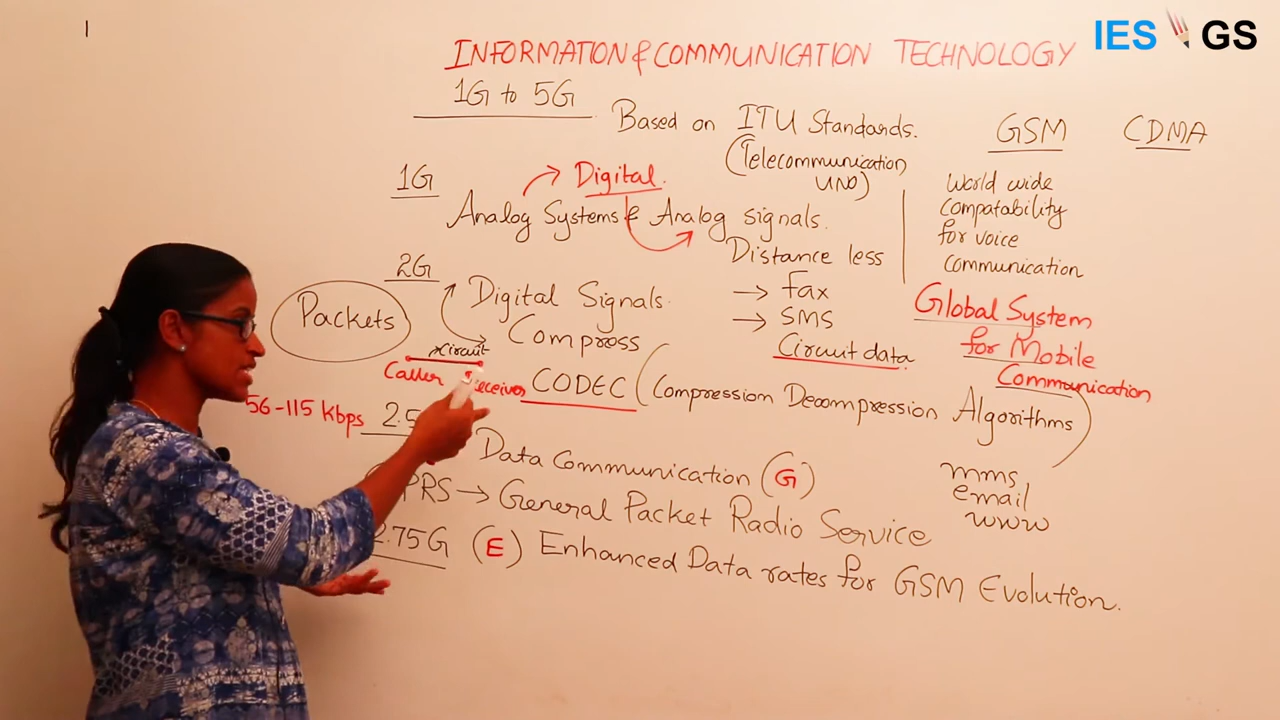 IES GS
INFORMATION & COMMUNICATION TECHNOLOGY
1G to 5G
Based on ITU Standards.
(Telecommunication
UNO)
GSM
CDMA
World wide
Compatability
for voice
communication
Global System
for Mobile
Communication
1G
Digital.
Analog Systems & Analog signals.
Distance less
2G
Digital Signals.
Compress
→ Fax
→ SMS
Circuit data
Packets
Circuit
Caller Receiver
CODEC (Compression Decompression Algorithms)
56-115 Kbps
2.5
Data Communication (G)
PRS → General Packet Radio Service
mms
email
www
2.75G (E) Enhanced Data rates for GSM Evolution.